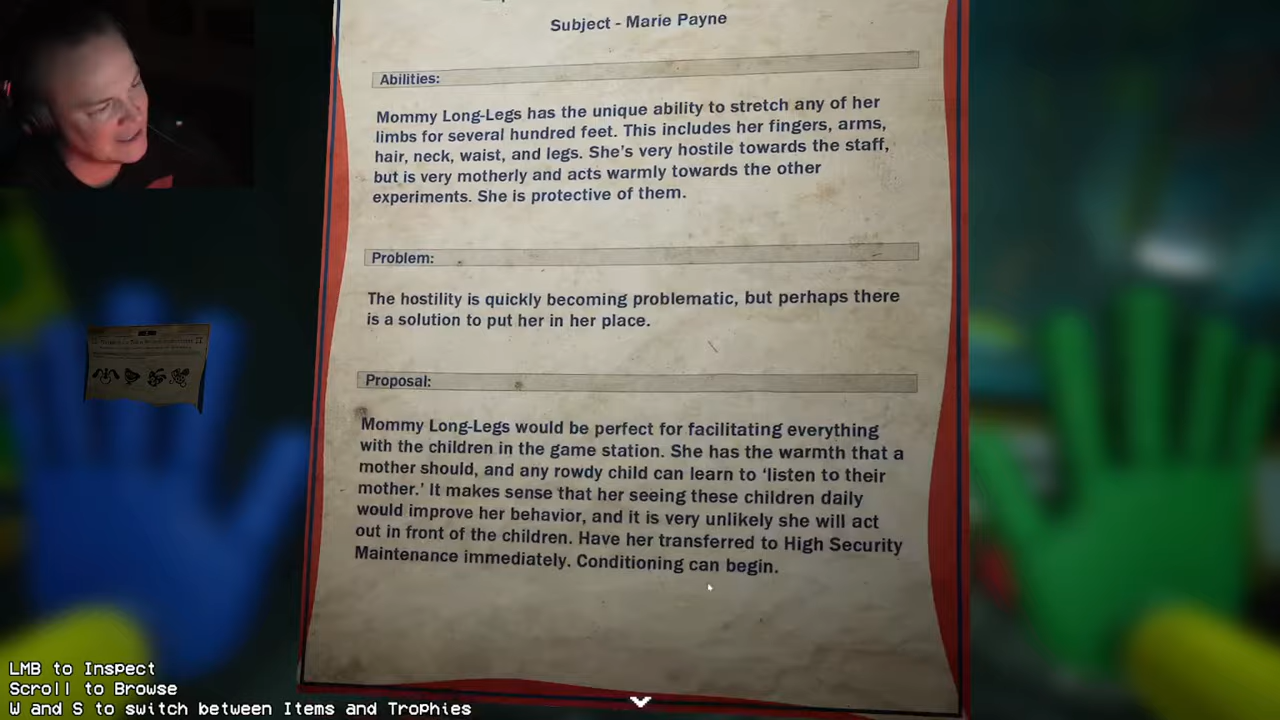 Subject - Marie Payne
Abilities:
Mommy Long-Legs has the unique ability to stretch any of her
limbs for several hundred feet. This includes her fingers, arms,
hair, neck, waist, and legs. She's very hostile towards the staff,
but is very motherly and acts warmly towards the other
experiments. She is protective of them.
Problem:
The hostility is quickly becoming problematic, but perhaps there
is a solution to put her in her place.
Proposal:
Mommy Long-Legs would be perfect for facilitating everything
with the children in the game station. She has the warmth that a
mother should, and any rowdy child can learn to ‘listen to their
mother.’ It makes sense that her seeing these children daily
would improve her behavior, and it is very unlikely she will act
out in front of the children. Have her transferred to High Security
Maintenance immediately. Conditioning can begin.
LMB to Inspect
Scroll to Browse
W and S to switch between Items and Trophies